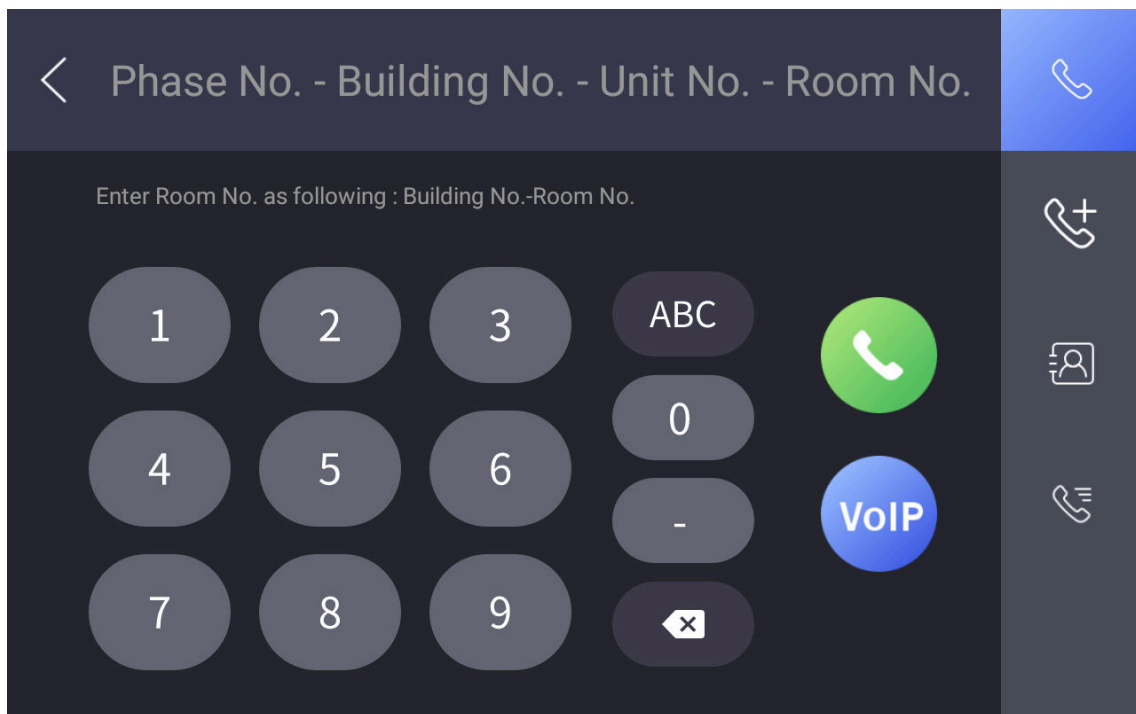 Phase No. - Building No. - Unit No. - Room No.
Enter Room No. as following : Building No.-Room No.
1 2 3 ABC
0
4 5 6
- VoIP
7 8 9